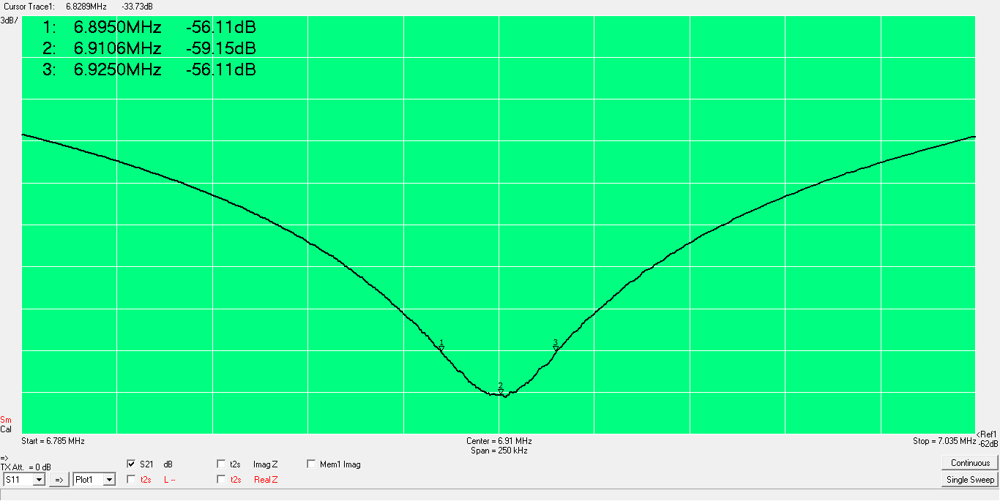 Cursor Trace1: 6.8289MHz -33.73dB
3dB/
1: 6.8950MHz -56.11dB
2: 6.9106MHz -59.15dB
3: 6.9250MHz -56.11dB
1
3
2
Sm
Cal
<Ref1
-62dB
Start = 6.785 MHz
Center = 6.91 MHz
Stop = 7.035 MHz
Span = 250 kHz
=>
TX Att. = 0 dB
S21 dB
t2s Imag Z
Mem1 Imag
Continuous
S11
=>
Plot1
t2s L --
t2s Real Z
Single Sweep